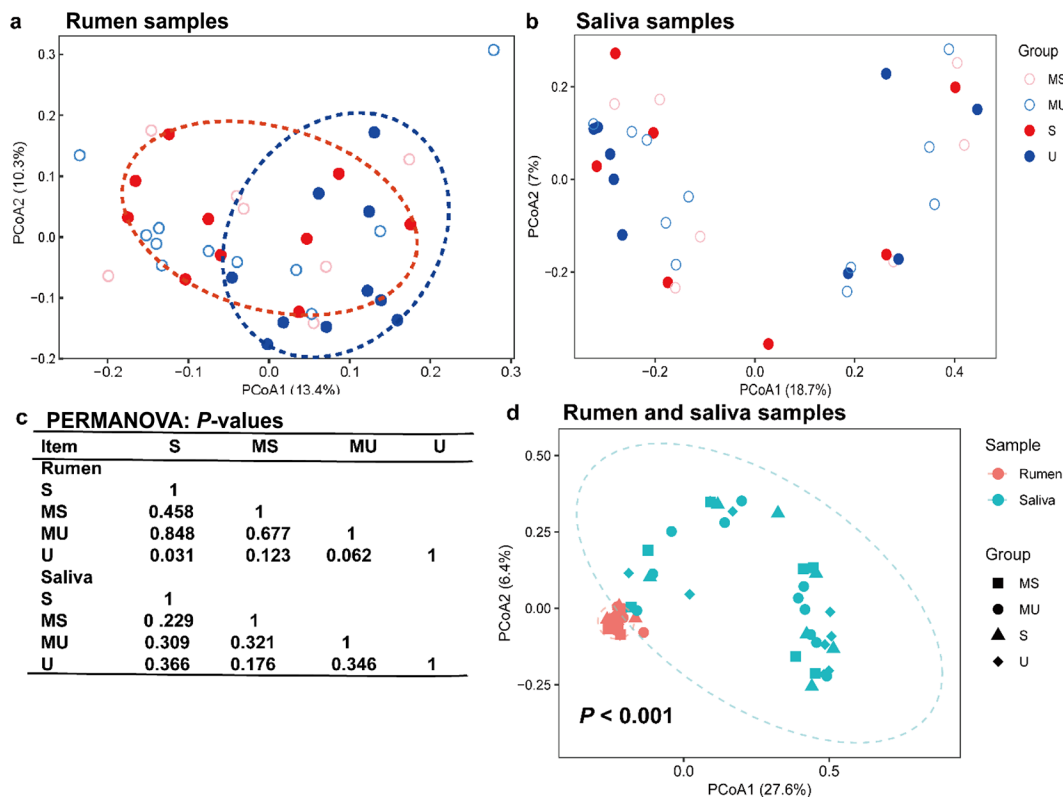 a Rumen samples
0.3
0.2
0.1
0.0
−0.1
−0.2
PCoA2 (10.3%)
−0.2 −0.1 0.0 0.1 0.2 0.3
PCoA1 (13.4%)
b Saliva samples
0.2
0.0
−0.2
PCoA2 (7%)
−0.2 0.0 0.2 0.4
PCoA1 (18.7%)
Group
MS
MU
S
U
c PERMANOVA: P-values
Item S MS MU U
Rumen
S 1
MS 0.458 1
MU 0.848 0.677 1
U 0.031 0.123 0.062 1
Saliva
S 1
MS 0.229 1
MU 0.309 0.321 1
U 0.366 0.176 0.346 1
d Rumen and saliva samples
0.50
0.25
0.00
−0.25
PCoA2 (6.4%)
P < 0.001
0.0 0.5
PCoA1 (27.6%)
Sample
Rumen
Saliva
Group
MS
MU
S
U